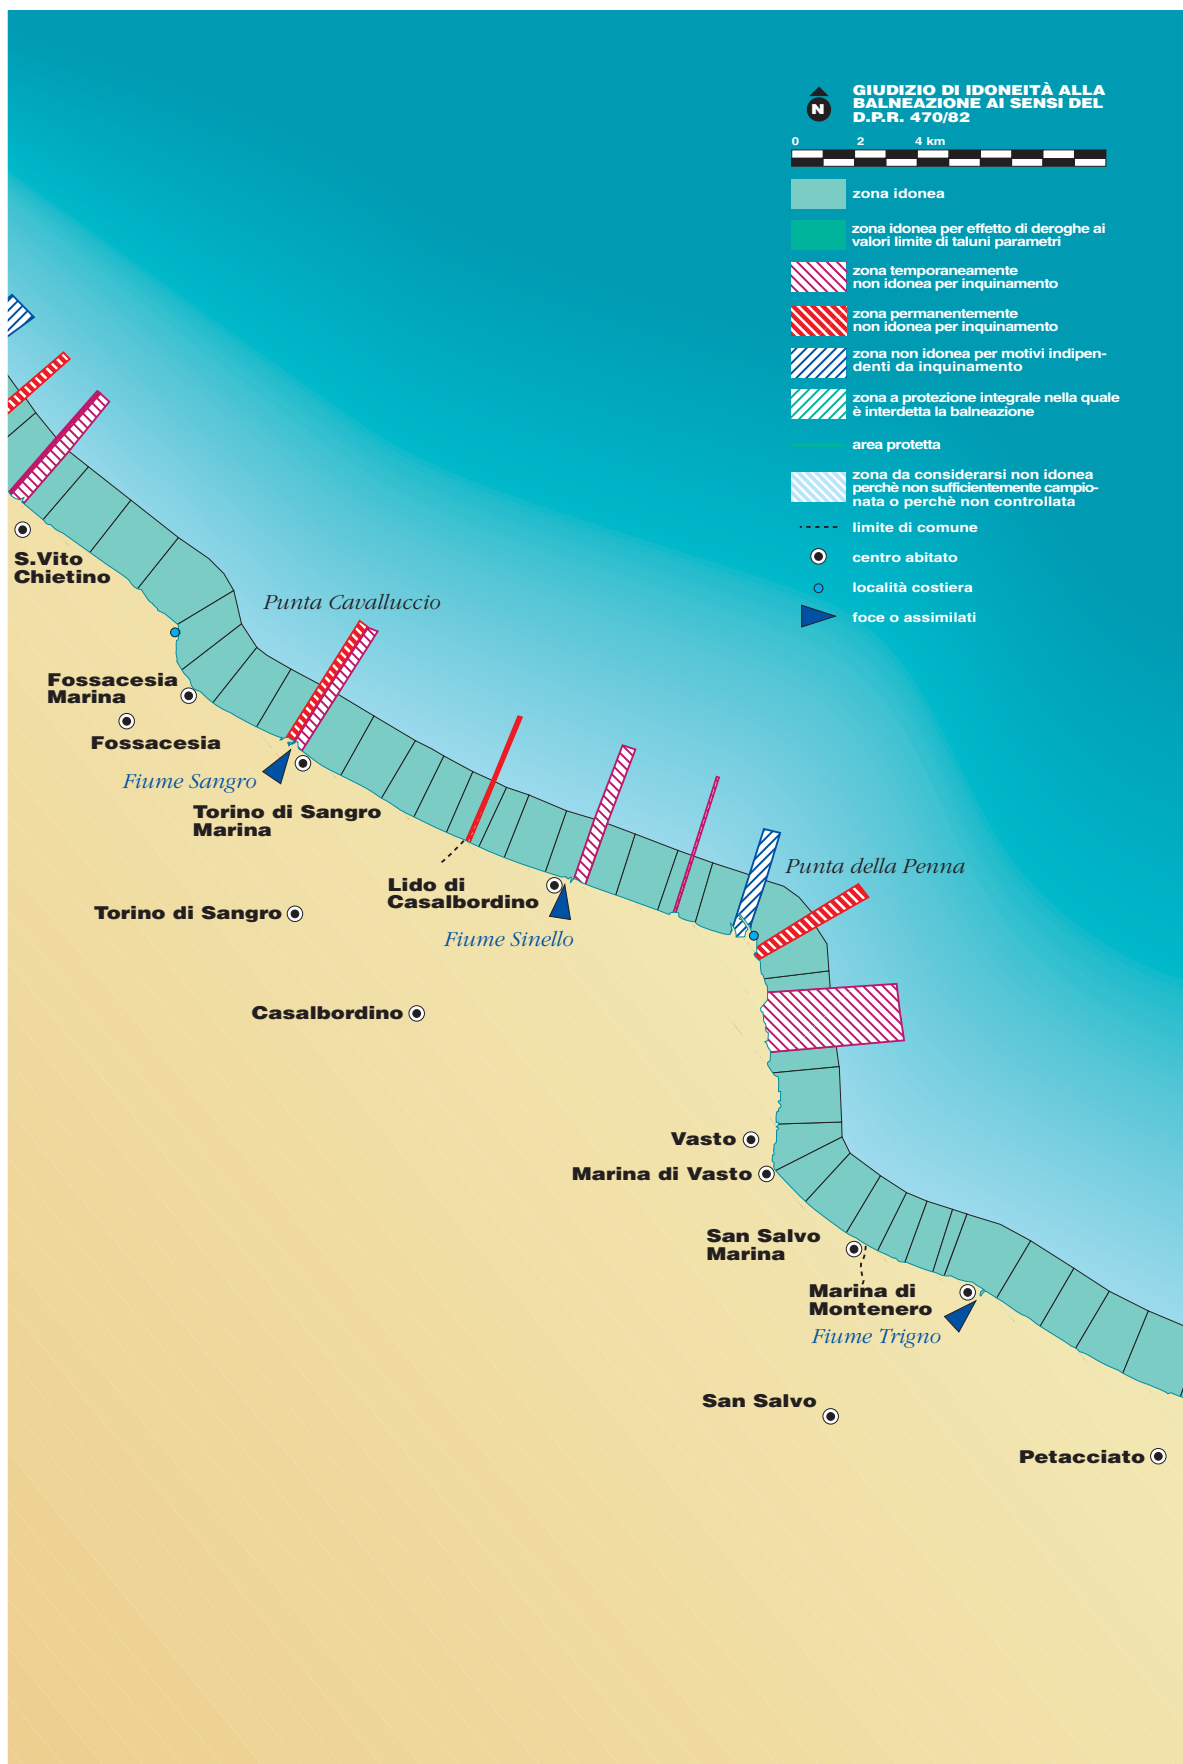 GIUDIZIO DI IDONEITÀ ALLA
BALNEAZIONE AI SENSI DEL
D.P.R. 470/82
N
0 2 4 km
zona idonea
zona idonea per effetto di deroghe ai
valori limite di taluni parametri
zona temporaneamente
non idonea per inquinamento
zona permanentemente
non idonea per inquinamento
zona non idonea per motivi indipen-
denti da inquinamento
zona a protezione integrale nella quale
è interdetta la balneazione
area protetta
zona da considerarsi non idonea
perchè non sufficientemente campio-
nata o perchè non controllata
limite di comune
centro abitato
località costiera
foce o assimilati
S.Vito
Chietino
Punta Cavalluccio
Fossacesia
Marina
Fossacesia
Fiume Sangro
Torino di Sangro
Marina
Punta della Penna
Lido di
Casalbordino
Torino di Sangro
Fiume Sinello
Casalbordino
Vasto
Marina di Vasto
San Salvo
Marina
Marina di
Montenero
Fiume Trigno
San Salvo
Petacciato